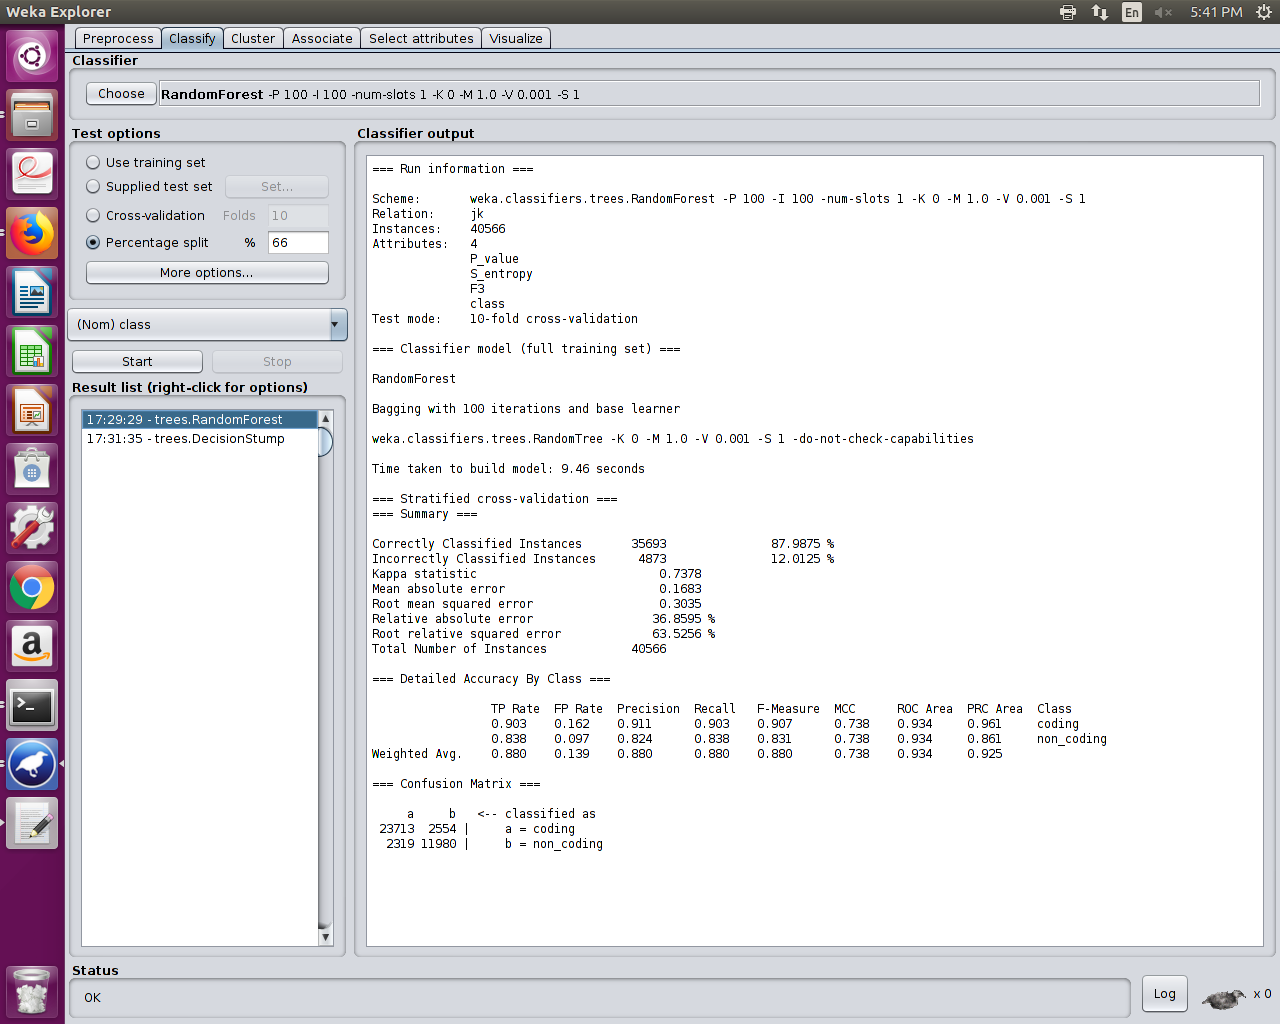 Weka Explorer
En
5:41 PM
Preprocess Classify Cluster Associate Select attributes Visualize
Classifier
Choose RandomForest -P 100 -I 100 -num-slots 1 -K 0 -M 1.0 -V 0.001 -S 1
Test options
Use training set
Supplied test set Set...
Cross-validation Folds 10
Percentage split % 66
More options...
(Nom) class
Start Stop
Result list (right-click for options)
17:29:29 - trees.RandomForest
17:31:35 - trees.DecisionStump
Classifier output
=== Run information ===
Scheme: weka.classifiers.trees.RandomForest -P 100 -I 100 -num-slots 1 -K 0 -M 1.0 -V 0.001 -S 1
Relation: jk
Instances: 40566
Attributes: 4
P_value
S_entropy
F3
class
Test mode: 10-fold cross-validation
=== Classifier model (full training set) ===
RandomForest
Bagging with 100 iterations and base learner
weka.classifiers.trees.RandomTree -K 0 -M 1.0 -V 0.001 -S 1 -do-not-check-capabilities
Time taken to build model: 9.46 seconds
=== Stratified cross-validation ===
=== Summary ===
Correctly Classified Instances 35693 87.9875 %
Incorrectly Classified Instances 4873 12.0125 %
Kappa statistic 0.7378
Mean absolute error 0.1683
Root mean squared error 0.3035
Relative absolute error 36.8595 %
Root relative squared error 63.5256 %
Total Number of Instances 40566
=== Detailed Accuracy By Class ===
TP Rate FP Rate Precision Recall F-Measure MCC ROC Area PRC Area Class
0.903 0.162 0.911 0.903 0.907 0.738 0.934 0.961 coding
0.838 0.097 0.824 0.838 0.831 0.738 0.934 0.861 non_coding
Weighted Avg. 0.880 0.139 0.880 0.880 0.880 0.738 0.934 0.925
=== Confusion Matrix ===
a b <-- classified as
23713 2554 | a = coding
2319 11980 | b = non_coding
Status
OK
Log
x 0